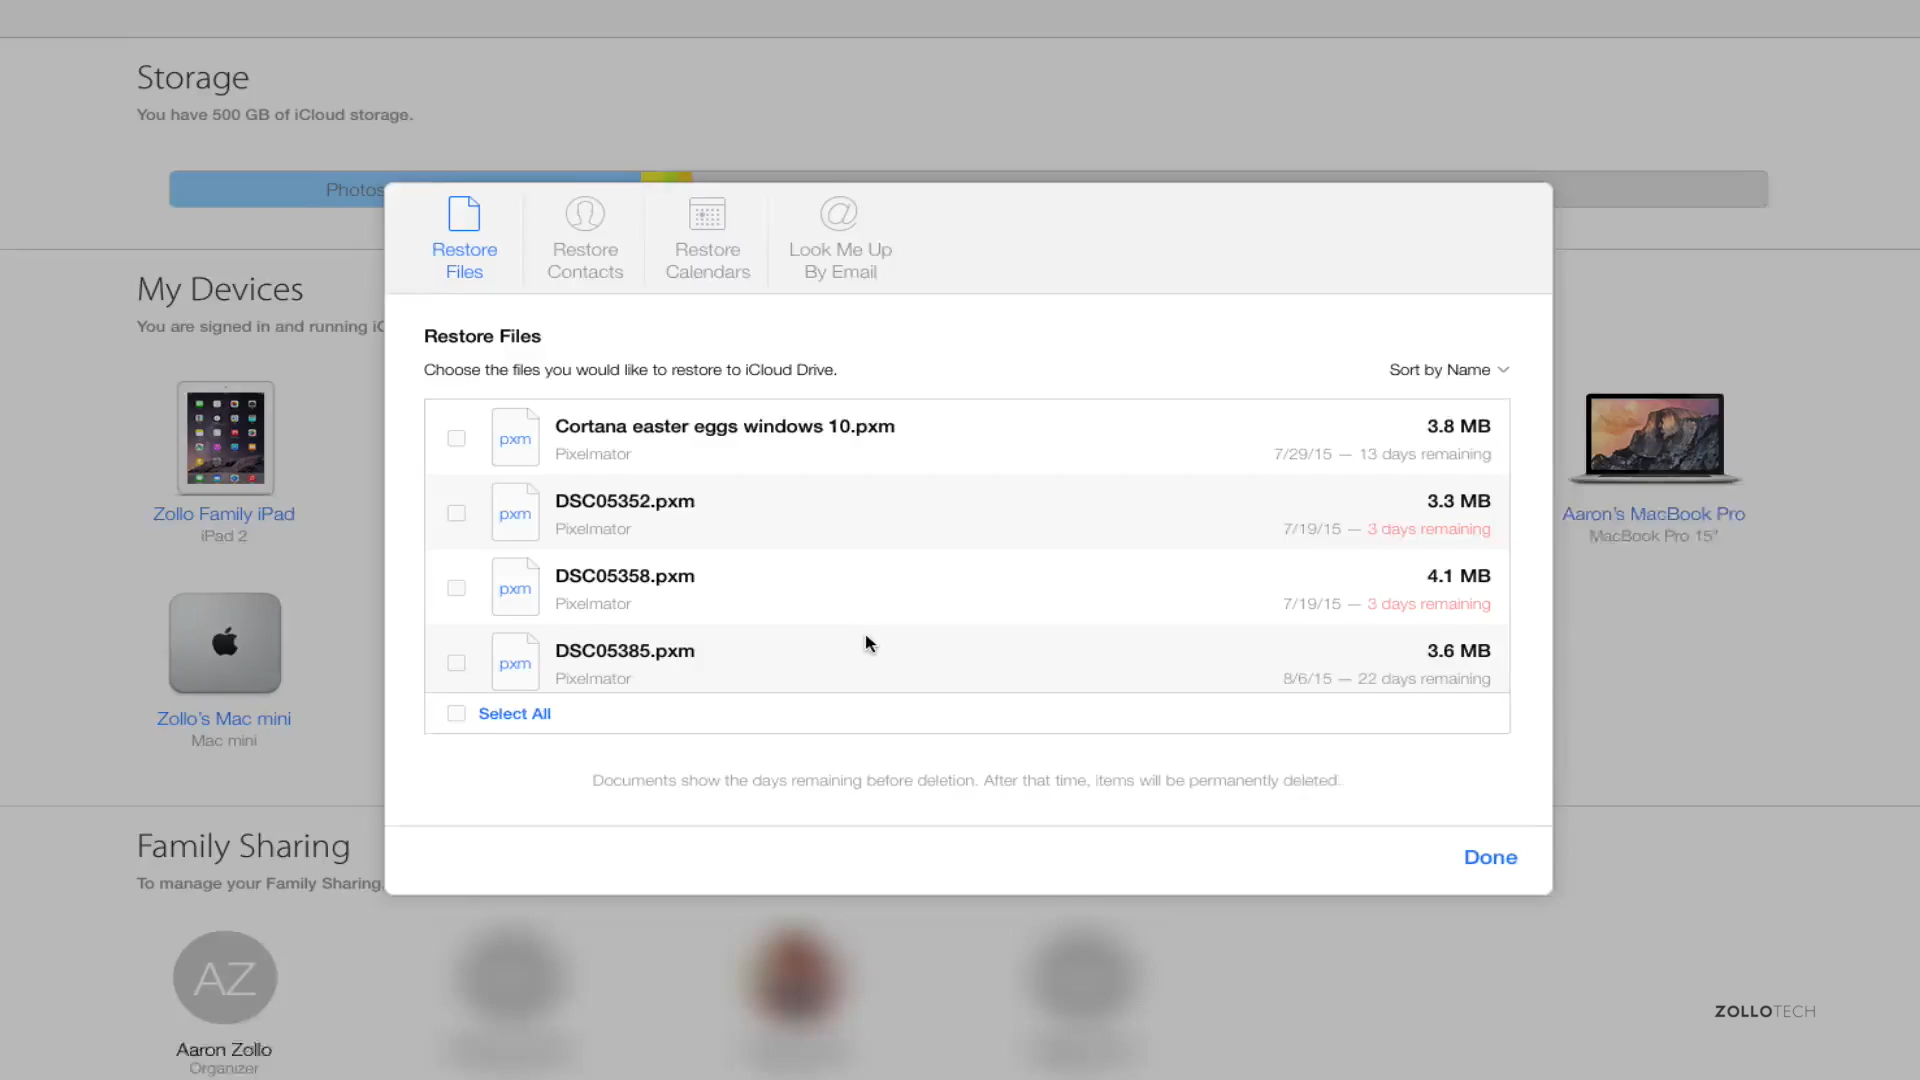 Storage
You have 500 GB of iCloud storage.
Photos
Restore
Files
Restore
Contacts
Restore
Calendars
Look Me Up
By Email
My Devices
You are signed in and running iC
Restore Files
Choose the files you would like to restore to iCloud Drive.
Sort by Name
pxm
Cortana easter eggs windows 10.pxm
3.8 MB
Pixelmator
7/29/15 — 13 days remaining
pxm
DSC05352.pxm
3.3 MB
Pixelmator
7/19/15 — 3 days remaining
pxm
DSC05358.pxm
4.1 MB
Pixelmator
7/19/15 — 3 days remaining
pxm
DSC05385.pxm
3.6 MB
Pixelmator
8/6/15 — 22 days remaining
Select All
Documents show the days remaining before deletion. After that time, items will be permanently deleted.
Done
Zollo Family iPad
iPad 2
Aaron's MacBook Pro
MacBook Pro 15"
Zollo's Mac mini
Mac mini
Family Sharing
To manage your Family Sharing,
AZ
Aaron Zollo
Organizer
ZOLLOTECH